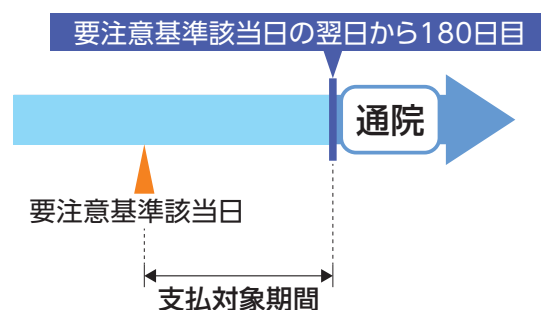 要注意基準該当日の翌日から180日目
通院
要注意基準該当日
支払対象期間